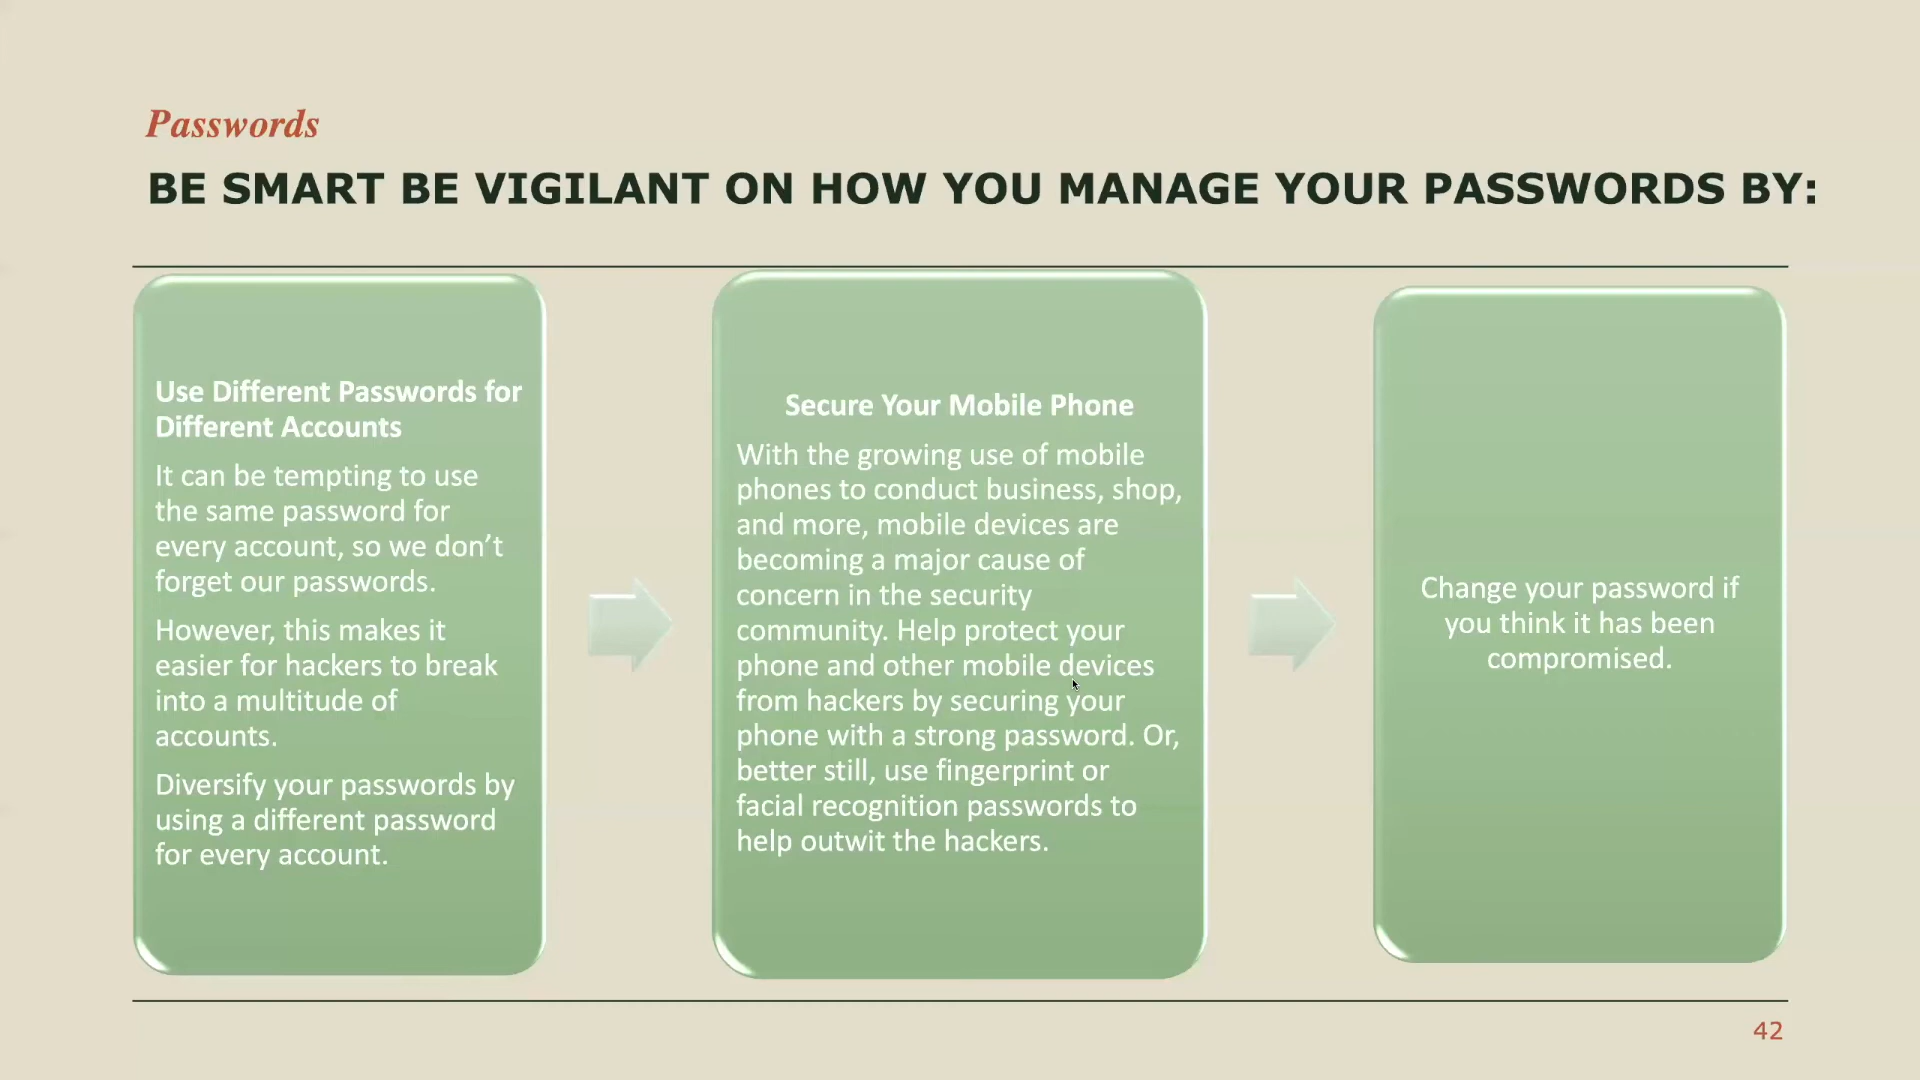 Passwords
BE SMART BE VIGILANT ON HOW YOU MANAGE YOUR PASSWORDS BY:
Use Different Passwords for
Different Accounts
It can be tempting to use
the same password for
every account, so we don’t
forget our passwords.
However, this makes it
easier for hackers to break
into a multitude of
accounts.
Diversify your passwords by
using a different password
for every account.
Secure Your Mobile Phone
With the growing use of mobile
phones to conduct business, shop,
and more, mobile devices are
becoming a major cause of
concern in the security
community. Help protect your
phone and other mobile devices
from hackers by securing your
phone with a strong password. Or,
better still, use fingerprint or
facial recognition passwords to
help outwit the hackers.
Change your password if
you think it has been
compromised.
42